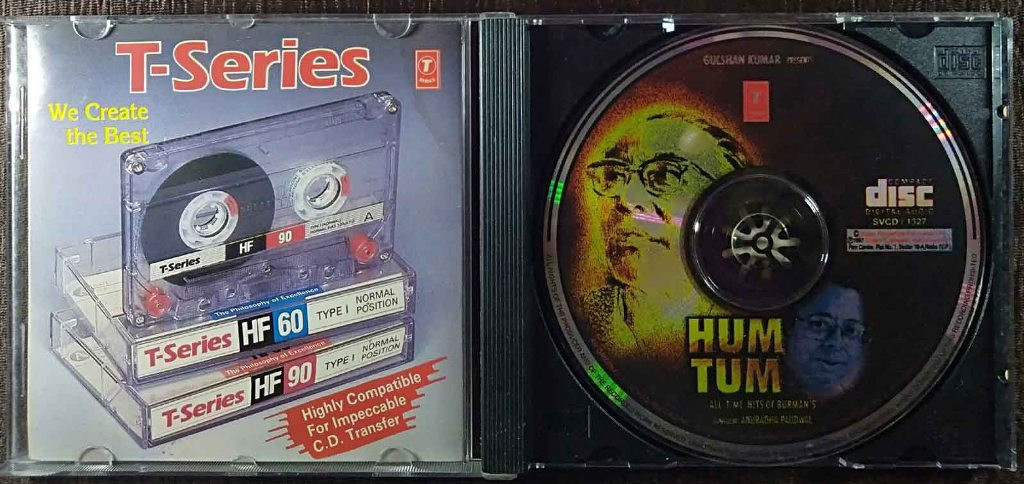 T-Series
T
SERIES
We Create
the Best
A
HF 90
T-Series
The Philosophy of Excellence
T-Series HF 60 TYPE I NORMAL POSITION
The Philosophy of Excellence
T-Series HF 90 TYPE I NORMAL POSITION
Highly Compatible
For Impeccable
C.D. Transfer
GULSHAN KUMAR PRESENTS
T
COMPACT
disc
DIGITAL AUDIO
SVCD : 1327
HUM
TUM
ALL TIME HITS OF BURMAN'S
ANURADHA PAUDWAL